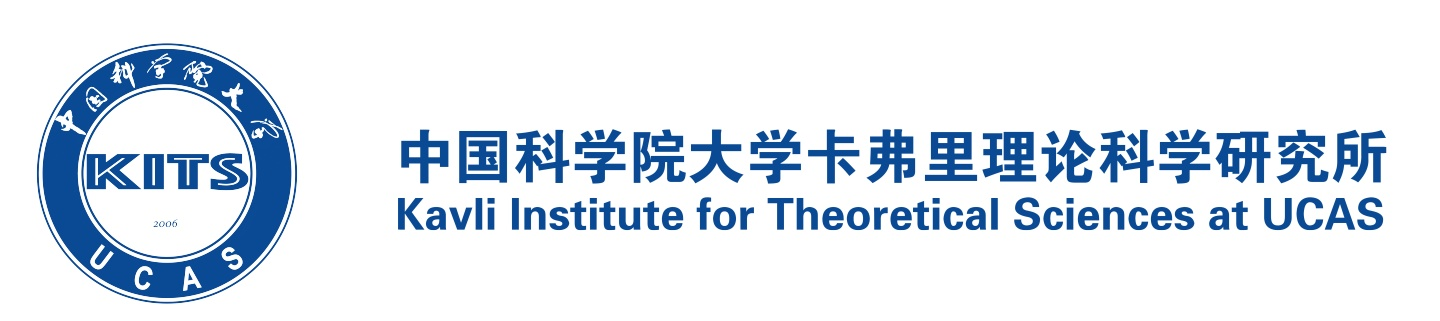 中国科学院大学
KITS
2006
UCAS
中国科学院大学卡弗里理论科学研究所
Kavli Institute for Theoretical Sciences at UCAS